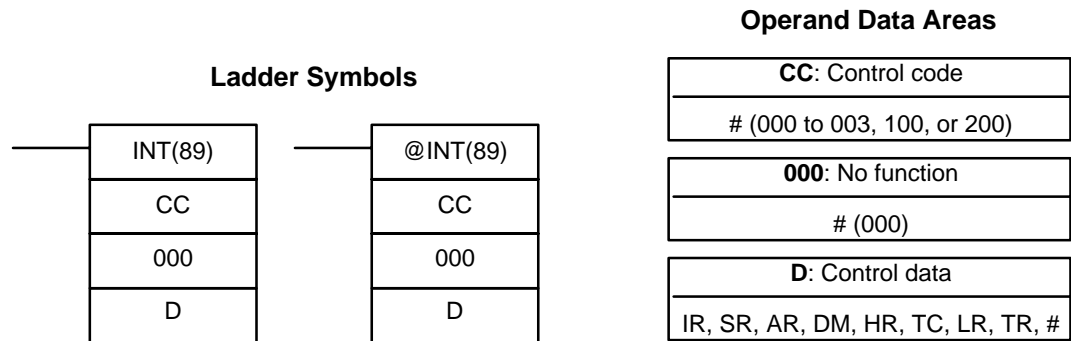 Ladder Symbols
INT(89)
CC
000
D
@INT(89)
CC
000
D
Operand Data Areas
CC: Control code
# (000 to 003, 100, or 200)
000: No function
# (000)
D: Control data
IR, SR, AR, DM, HR, TC, LR, TR, #